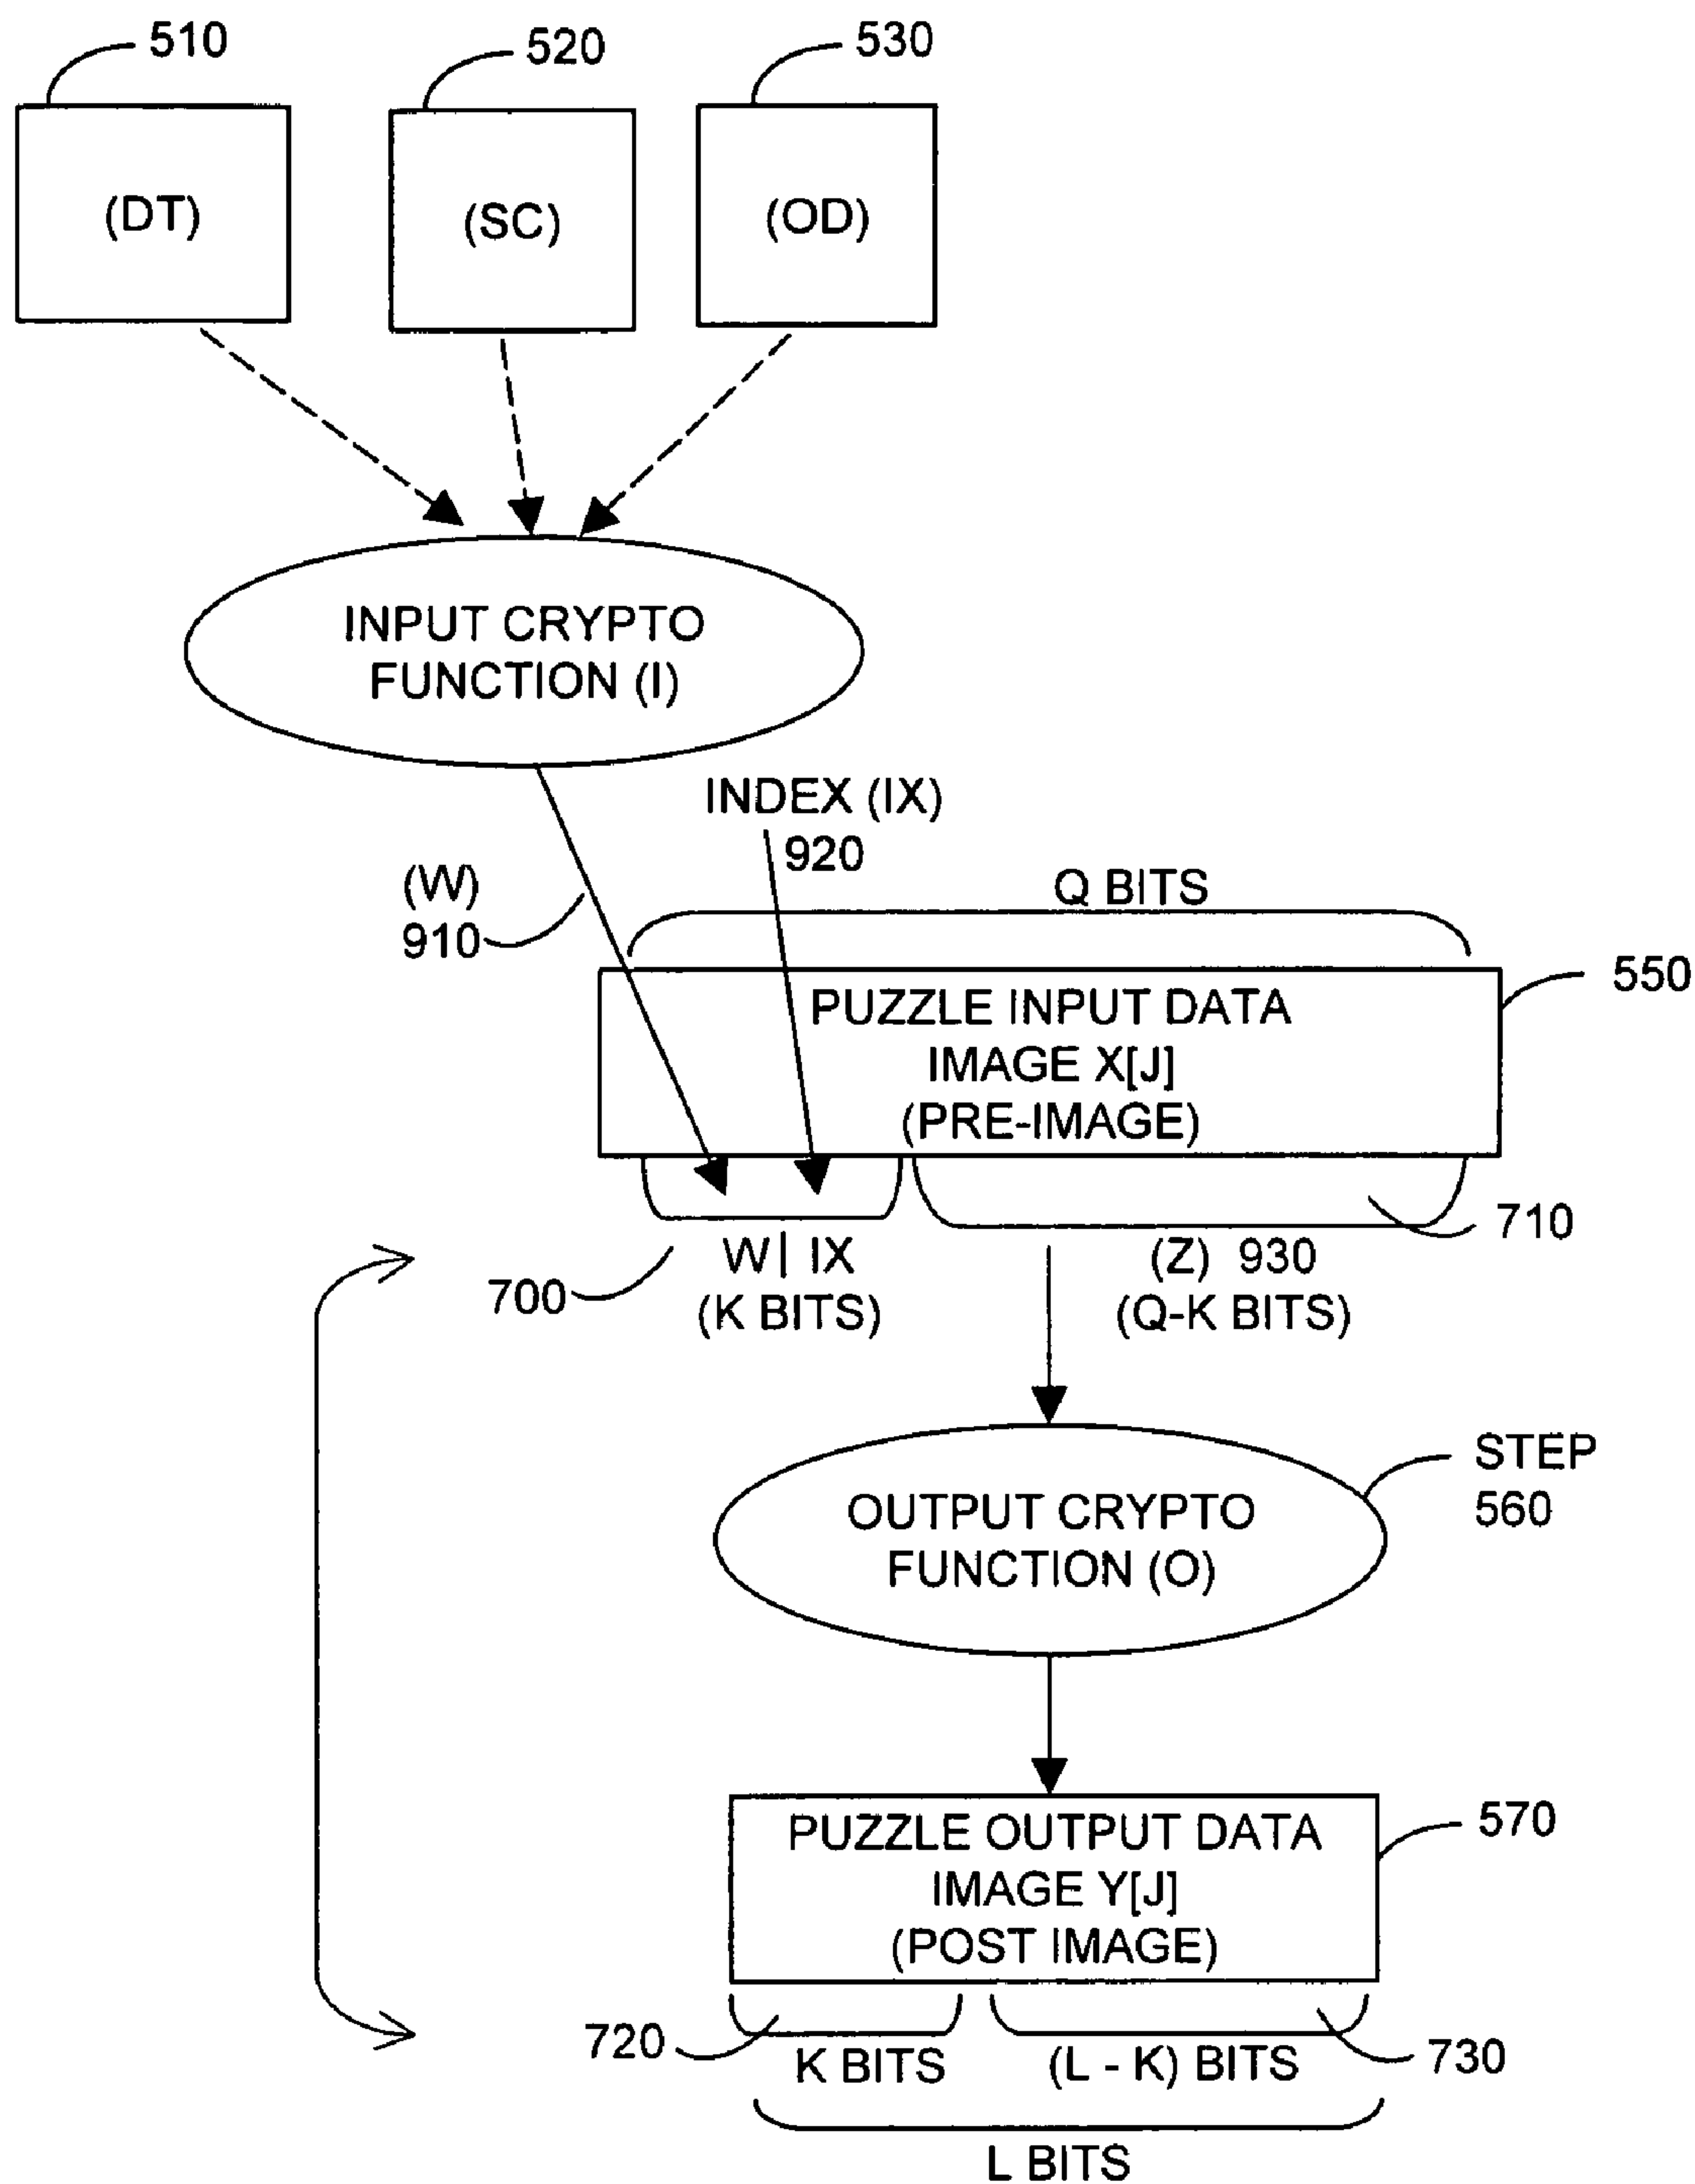 510
520
530
(DT)
(SC)
(OD)
INPUT CRYPTO
FUNCTION (I)
INDEX (IX)
920
(W)
910
Q BITS
550
PUZZLE INPUT DATA
IMAGE X[J]
(PRE-IMAGE)
710
700
W| IX
(K BITS)
(Z) 930
(Q-K BITS)
STEP
560
OUTPUT CRYPTO
FUNCTION (O)
570
PUZZLE OUTPUT DATA
IMAGE Y[J]
(POST IMAGE)
720
K BITS
(L - K) BITS
730
L BITS